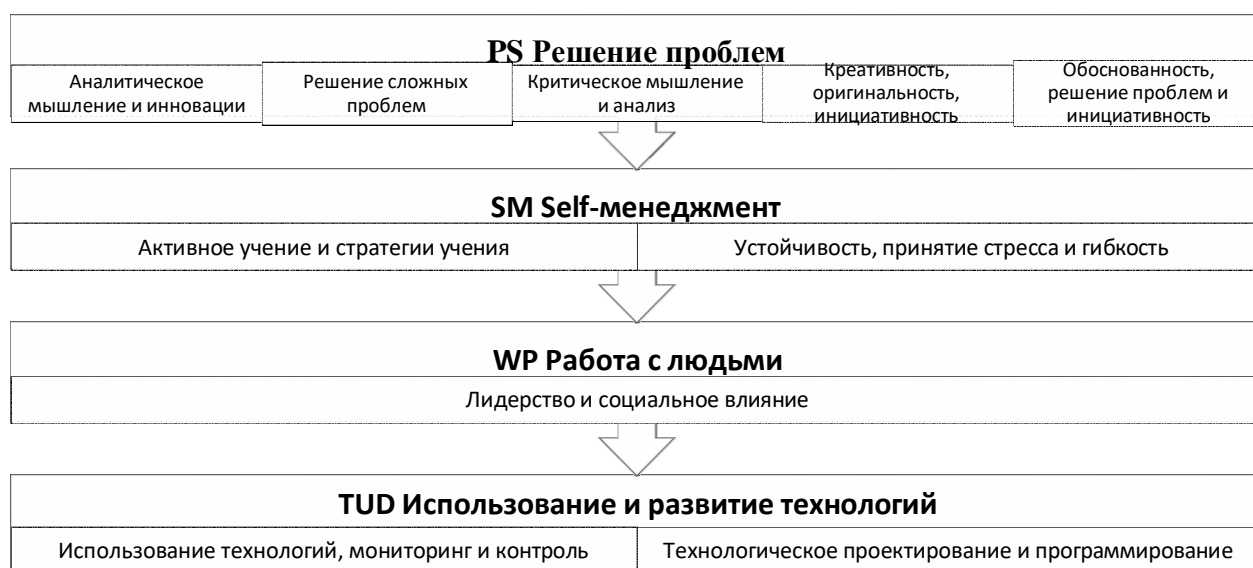 PS Решение проблем
Аналитическое
мышление и инновации
Решение сложных
проблем
Критическое мышление
и анализ
Креативность,
оригинальность,
инициативность
Обоснованность,
решение проблем и
инициативность
SM Self-менеджмент
Активное учение и стратегии учения
Устойчивость, принятие стресса и гибкость
WP Работа с людьми
Лидерство и социальное влияние
TUD Использование и развитие технологий
Использование технологий, мониторинг и контроль
Технологическое проектирование и программирование